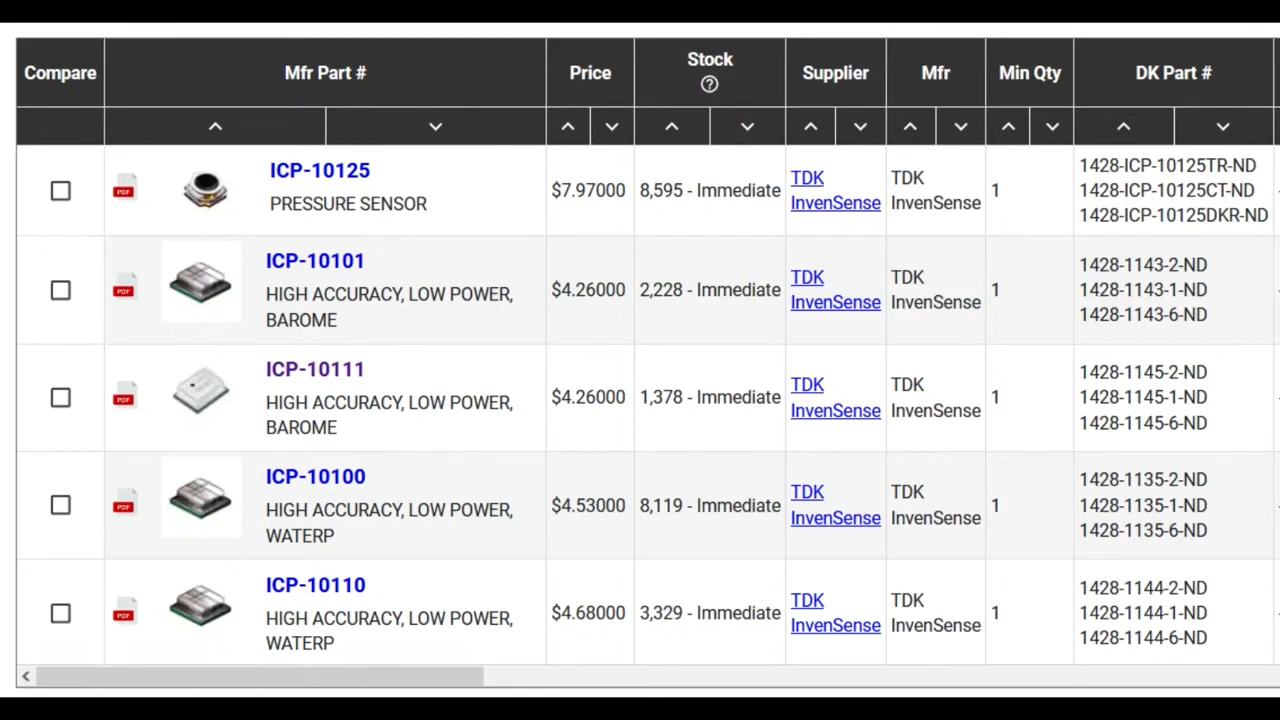 Compare Mfr Part # Price Stock Supplier Mfr Min Qty DK Part #
PDF
ICP-10125
PRESSURE SENSOR
$7.97000
8,595 - Immediate
TDK
InvenSense
TDK
InvenSense
1
1428-ICP-10125TR-ND
1428-ICP-10125CT-ND
1428-ICP-10125DKR-ND
PDF
ICP-10101
HIGH ACCURACY, LOW POWER,
BAROME
$4.26000
2,228 - Immediate
TDK
InvenSense
TDK
InvenSense
1
1428-1143-2-ND
1428-1143-1-ND
1428-1143-6-ND
PDF
ICP-10111
HIGH ACCURACY, LOW POWER,
BAROME
$4.26000
1,378 - Immediate
TDK
InvenSense
TDK
InvenSense
1
1428-1145-2-ND
1428-1145-1-ND
1428-1145-6-ND
PDF
ICP-10100
HIGH ACCURACY, LOW POWER,
WATERP
$4.53000
8,119 - Immediate
TDK
InvenSense
TDK
InvenSense
1
1428-1135-2-ND
1428-1135-1-ND
1428-1135-6-ND
PDF
ICP-10110
HIGH ACCURACY, LOW POWER,
WATERP
$4.68000
3,329 - Immediate
TDK
InvenSense
TDK
InvenSense
1
1428-1144-2-ND
1428-1144-1-ND
1428-1144-6-ND